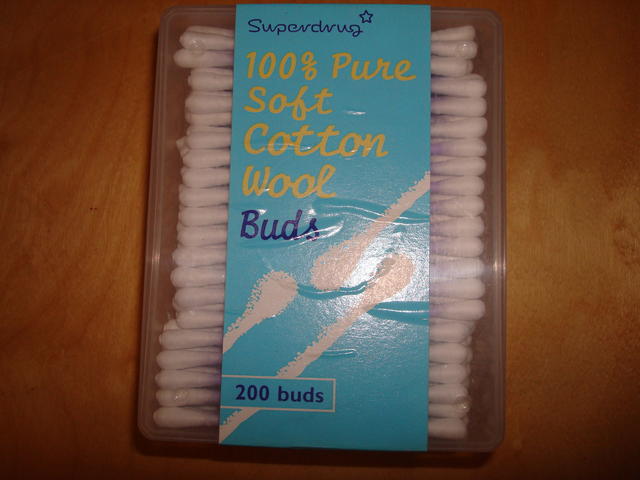 Superdrug
100% Pure
Soft
Cotton
Wool
Buds
200 buds